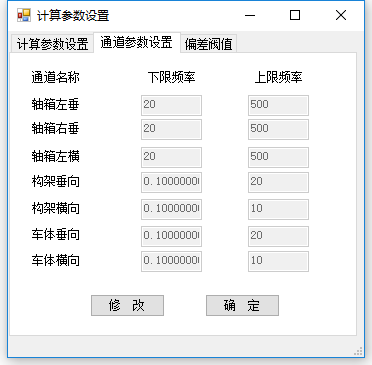 计算参数设置
计算参数设置 通道参数设置 偏差阀值
通道名称 下限频率 上限频率
轴箱左垂 20 500
轴箱右垂 20 500
轴箱左横 20 500
构架垂向 0.1000000 20
构架横向 0.1000000 10
车体垂向 0.1000000 20
车体横向 0.1000000 10
修 改 确 定